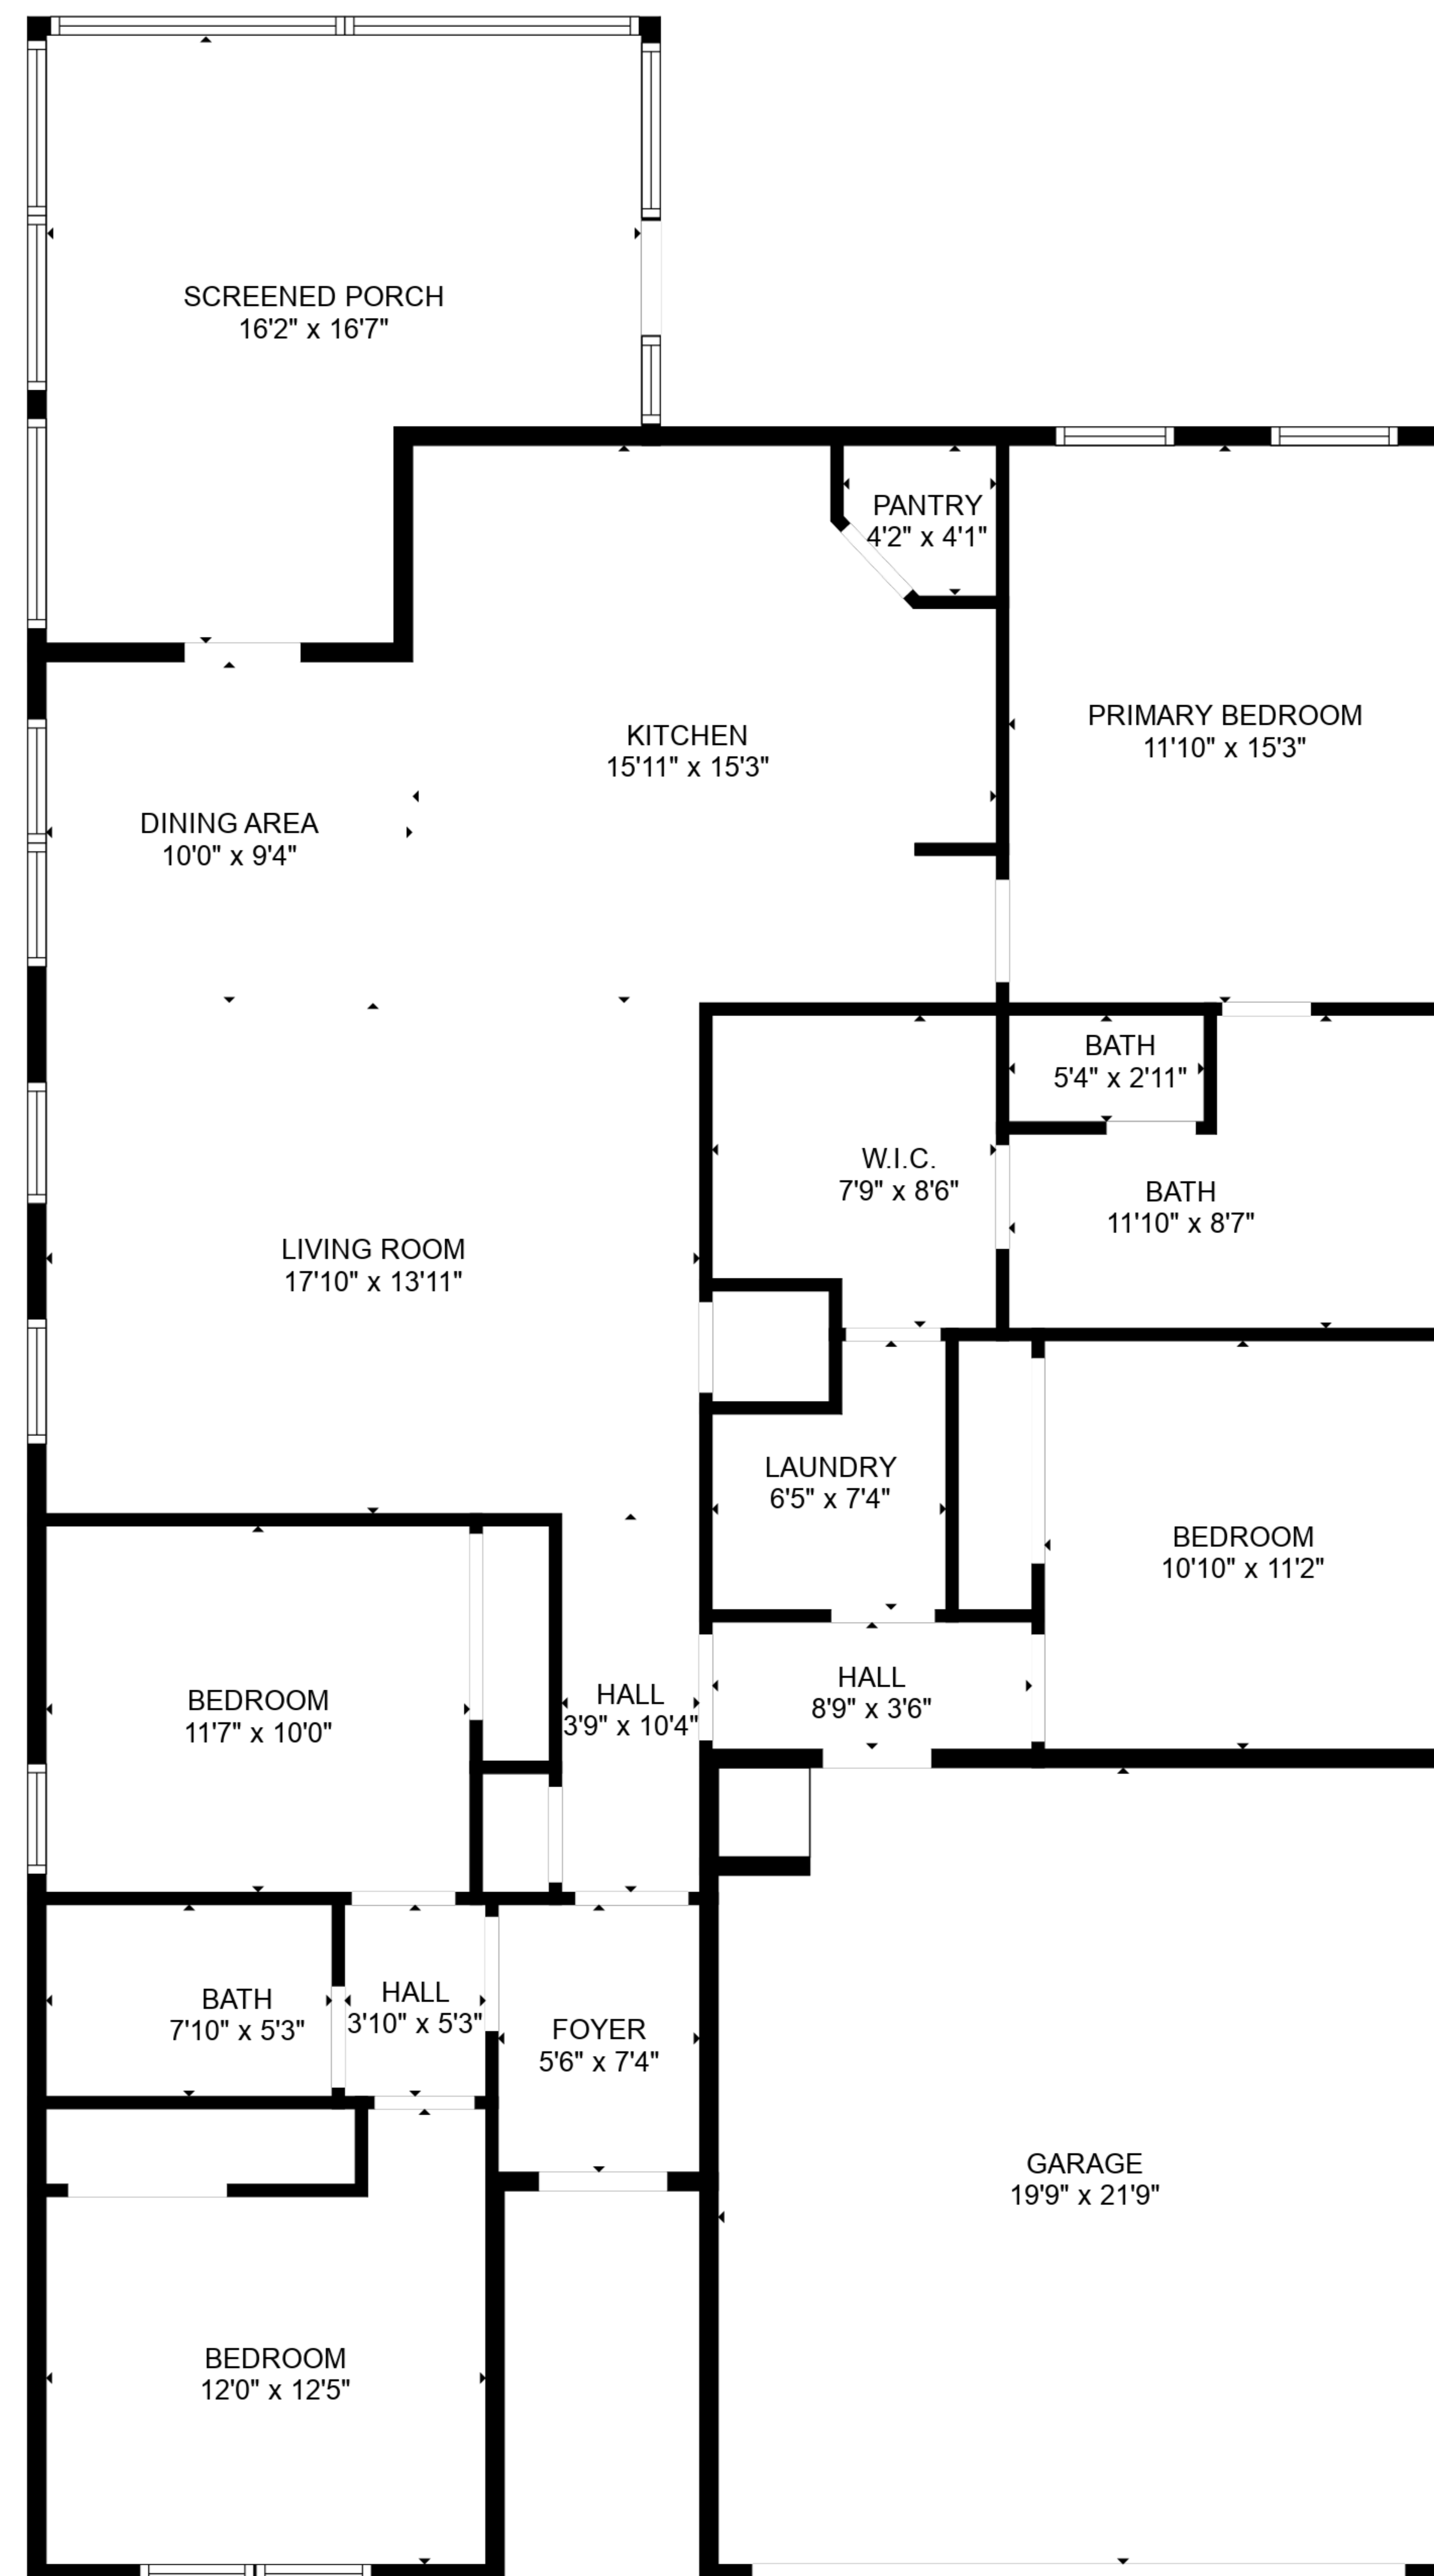 SCREENED PORCH
16'2" x 16'7"
PANTRY
4'2" x 4'1"
KITCHEN
15'11" x 15'3"
PRIMARY BEDROOM
11'10" x 15'3"
DINING AREA
10'0" x 9'4"
BATH
5'4" x 2'11"
W.I.C.
7'9" x 8'6"
BATH
11'10" x 8'7"
LIVING ROOM
17'10" x 13'11"
LAUNDRY
6'5" x 7'4"
BEDROOM
10'10" x 11'2"
BEDROOM
11'7" x 10'0"
HALL
3'9" x 10'4"
HALL
8'9" x 3'6"
BATH
7'10" x 5'3"
HALL
3'10" x 5'3"
FOYER
5'6" x 7'4"
GARAGE
19'9" x 21'9"
BEDROOM
12'0" x 12'5"